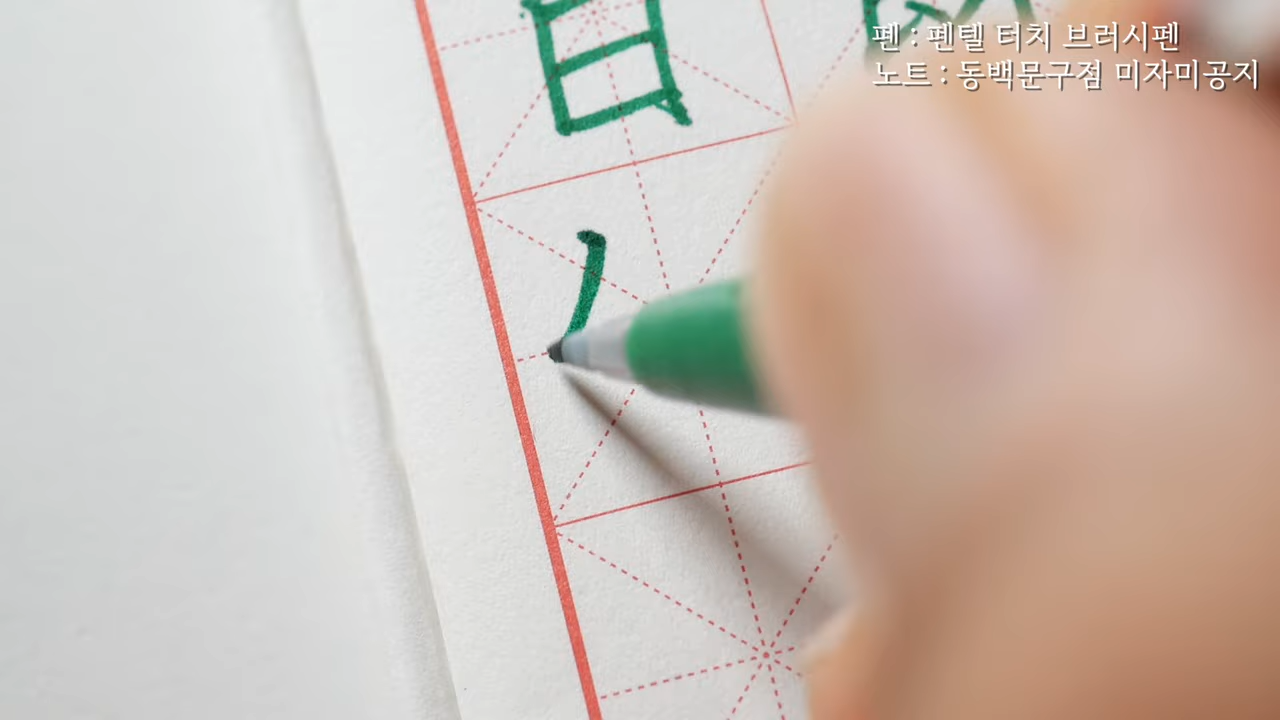 펜 : 펜텔 터치 브러시펜
노트 : 동백문구점 미자미공지